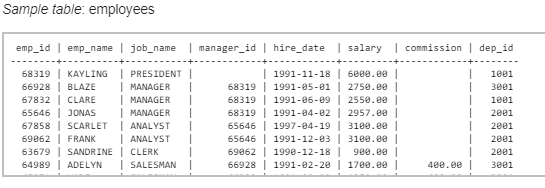 Sample table: employees
emp_id | emp_name | job_name | manager_id | hire_date | salary | commission | dep_id
--------+----------+-----------+------------+------------+---------+------------+--------
68319 | KAYLING | PRESIDENT | | 1991-11-18 | 6000.00 | | 1001
66928 | BLAZE | MANAGER | 68319 | 1991-05-01 | 2750.00 | | 3001
67832 | CLARE | MANAGER | 68319 | 1991-06-09 | 2550.00 | | 1001
65646 | JONAS | MANAGER | 68319 | 1991-04-02 | 2957.00 | | 2001
67858 | SCARLET | ANALYST | 65646 | 1997-04-19 | 3100.00 | | 2001
69062 | FRANK | ANALYST | 65646 | 1991-12-03 | 3100.00 | | 2001
63679 | SANDRINE | CLERK | 69062 | 1990-12-18 | 900.00 | | 2001
64989 | ADELYN | SALESMAN | 66928 | 1991-02-20 | 1700.00 | 400.00 | 3001